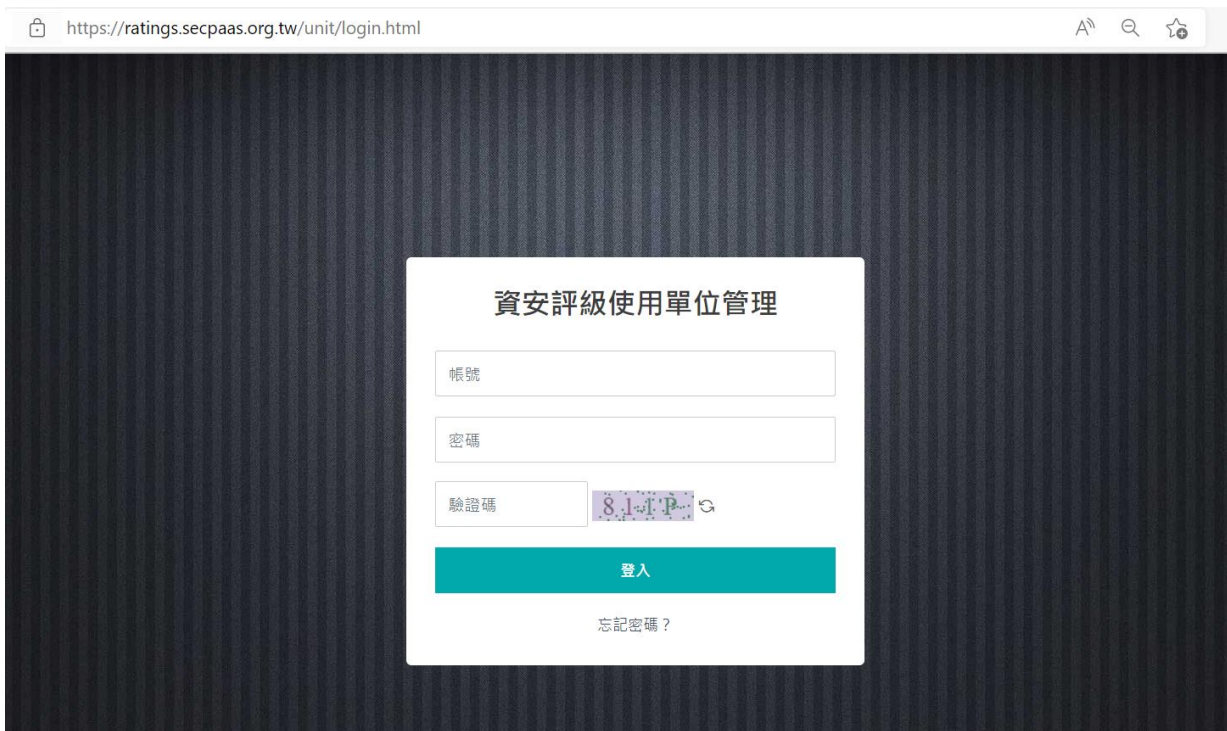 https://ratings.secpaas.org.tw/unit/login.html
資安評級使用單位管理
帳號
密碼
驗證碼
登入
忘記密碼？